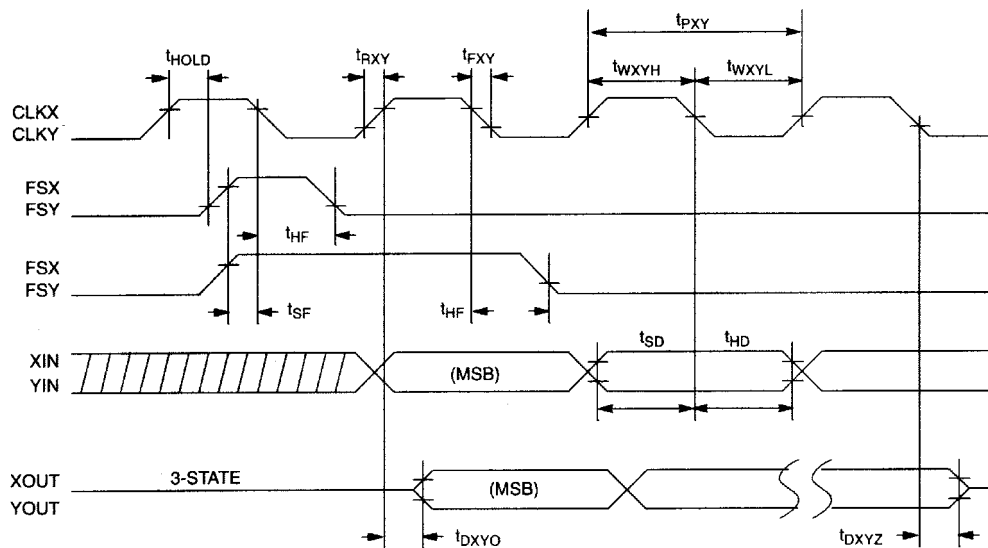 tPXY
tHOLD
tRXY
tFXY
tWXYH
tWXYL
CLKX
CLKY
FSX
FSY
tHF
FSX
FSY
tSF
tHF
XIN
YIN
(MSB)
tSD
tHD
XOUT
YOUT
3-STATE
(MSB)
tDXYO
tDXYZ